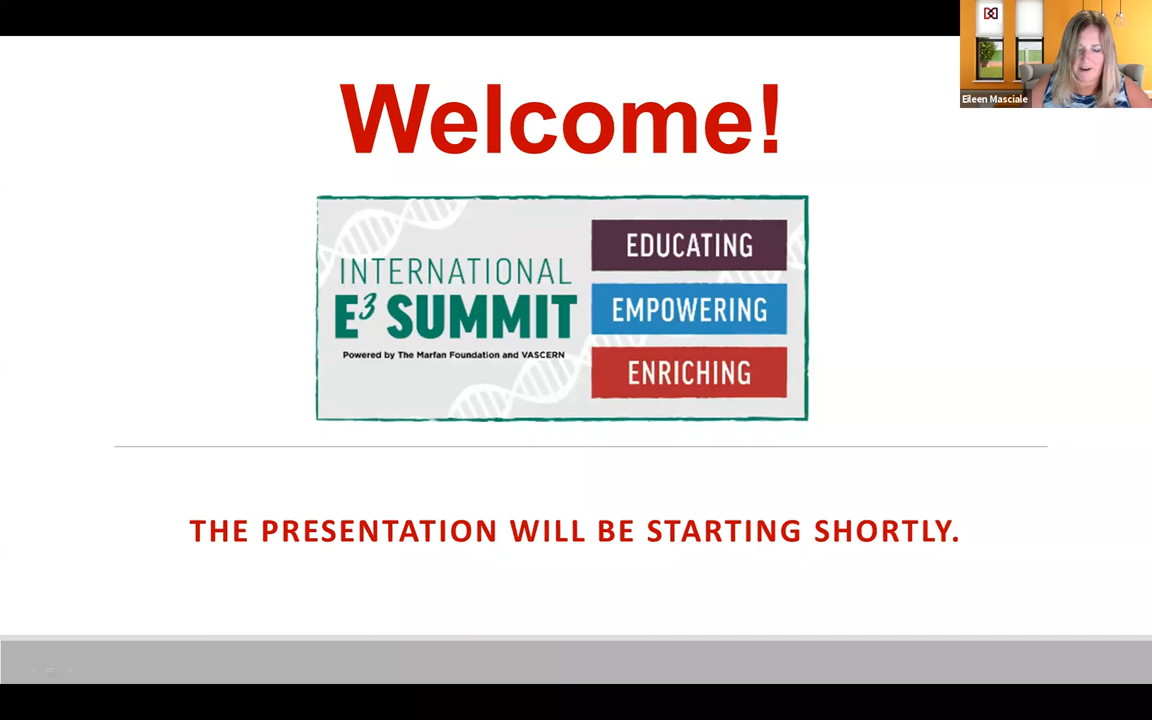 Welcome!
Eileen Masciale
INTERNATIONAL
E³ SUMMIT
Powered by The Marfan Foundation and VASCERN
EDUCATING
EMPOWERING
ENRICHING
THE PRESENTATION WILL BE STARTING SHORTLY.